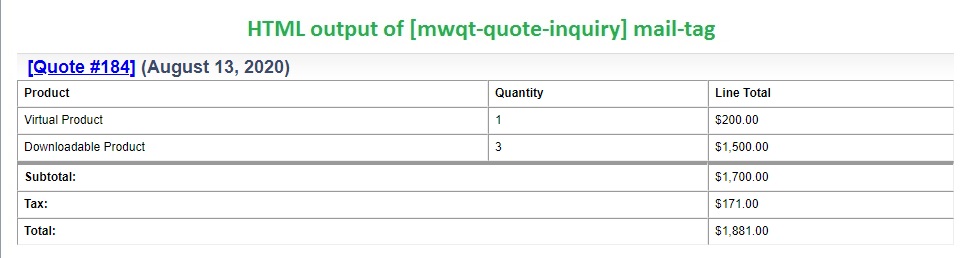 HTML output of [mwqt-quote-inquiry] mail-tag
[Quote #184] (August 13, 2020)
Product Quantity Line Total
Virtual Product 1 $200.00
Downloadable Product 3 $1,500.00
Subtotal: $1,700.00
Tax: $171.00
Total: $1,881.00